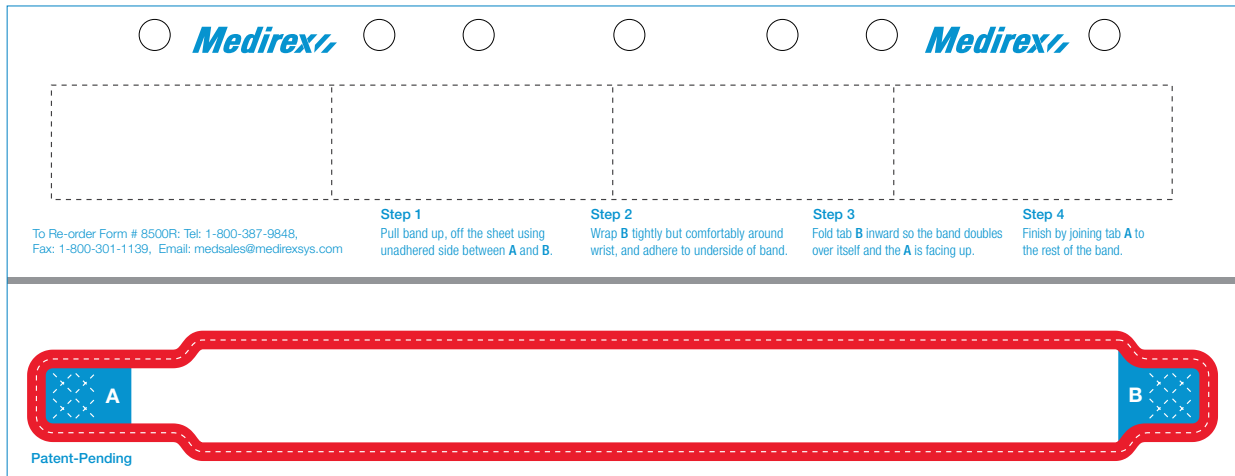 Medirex
Medirex
Step 1
Pull band up, off the sheet using
unadhered side between A and B.
Step 2
Wrap B tightly but comfortably around
wrist, and adhere to underside of band.
Step 3
Fold tab B inward so the band doubles
over itself and the A is facing up.
Step 4
Finish by joining tab A to
the rest of the band.
To Re-order Form # 8500R: Tel: 1-800-387-9848,
Fax: 1-800-301-1139, Email: medsales@medirexsys.com
A
B
Patent-Pending